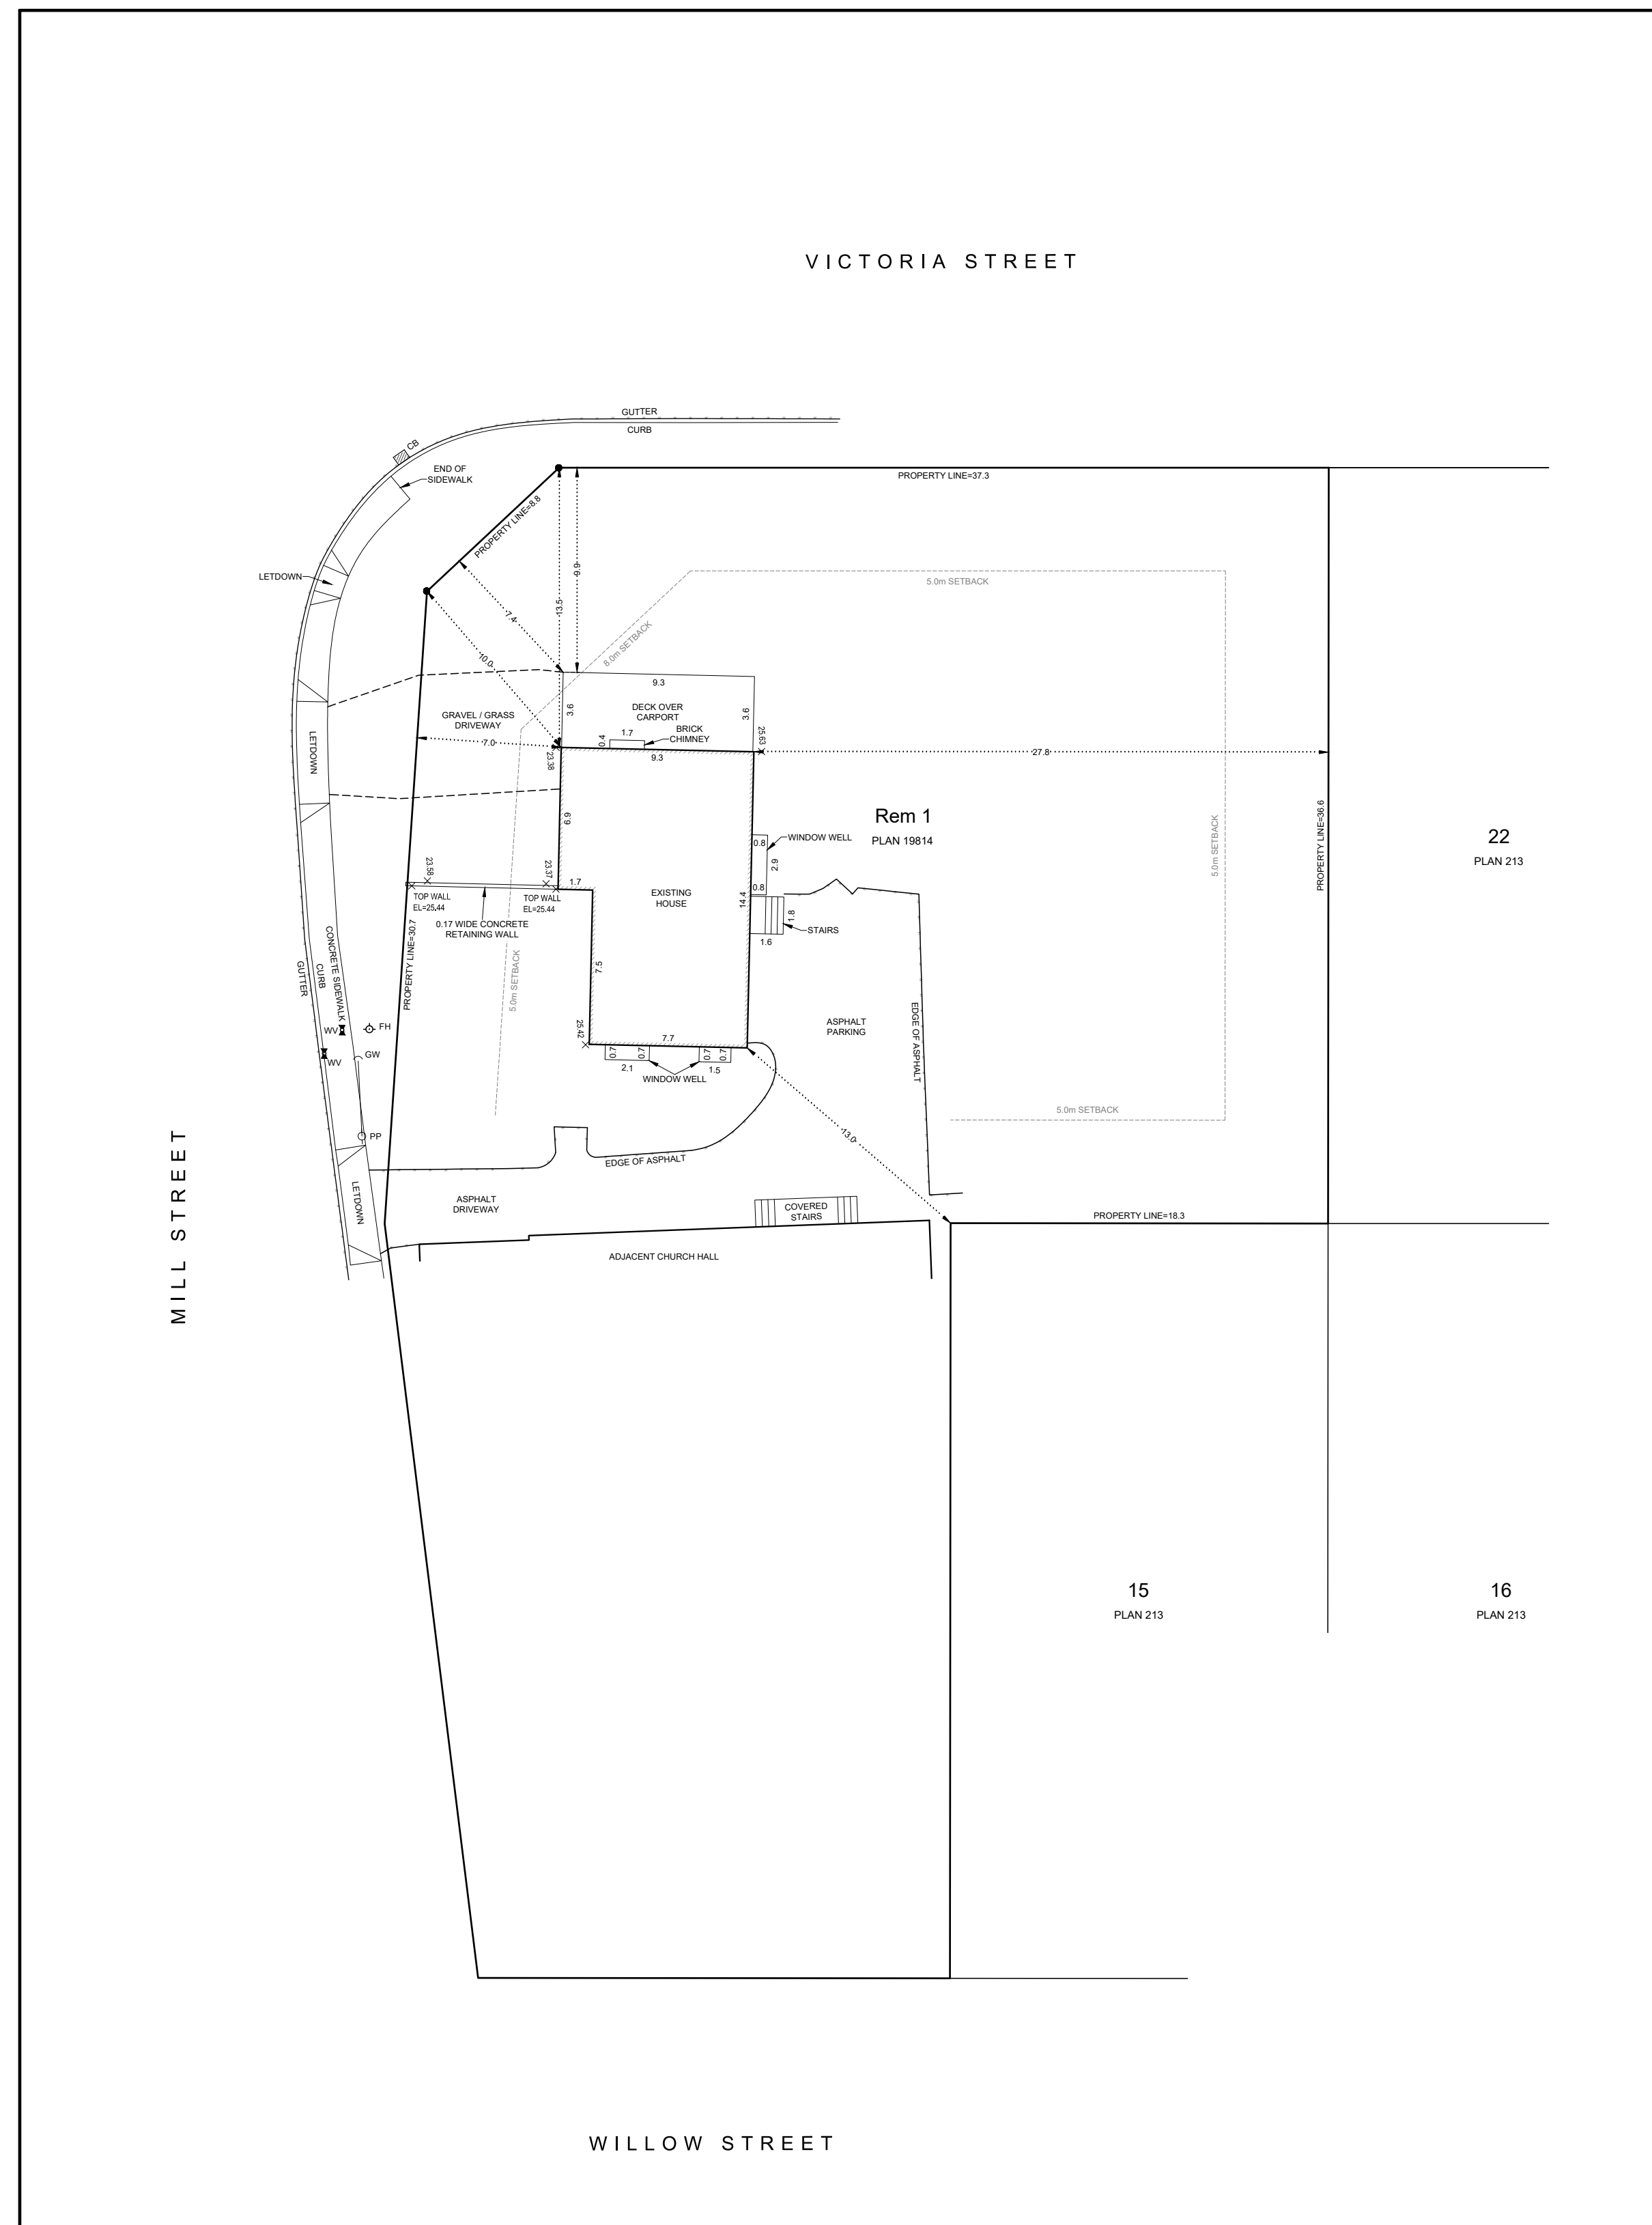 VICTORIA STREET
GUTTER
CURB
CB
END OF
SIDEWALK
PROPERTY LINE=37.3
PROPERTY LINE=8.8
LETDOWN
9.9
13.5
7.4
5.0m SETBACK
8.0m SETBACK
10.0
9.3
3.6
DECK OVER
CARPORT
3.6
GRAVEL / GRASS
DRIVEWAY
BRICK
CHIMNEY
1.7
0.4
25.63
LETDOWN
7.0
23.38
9.3
27.8
Rem 1
PLAN 19814
6.9
WINDOW WELL
0.8
2.9
5.0m SETBACK
PROPERTY LINE=36.6
22
PLAN 213
23.58
23.37
1.7
0.8
TOP WALL
EL=25.44
TOP WALL
EL=25.44
EXISTING
HOUSE
14.4
0.17 WIDE CONCRETE
RETAINING WALL
1.8
STAIRS
1.6
PROPERTY LINE=30.7
CONCRETE SIDEWALK
CURB
GUTTER
5.0m SETBACK
7.5
WV
FH
WV
GW
25.42
7.7
ASPHALT
PARKING
EDGE OF ASPHALT
0.7
0.7
0.7
0.7
2.1
1.5
WINDOW WELL
5.0m SETBACK
13.0
PP
MILL STREET
EDGE OF ASPHALT
LETDOWN
ASPHALT
DRIVEWAY
COVERED
STAIRS
PROPERTY LINE=18.3
ADJACENT CHURCH HALL
15
PLAN 213
16
PLAN 213
WILLOW STREET